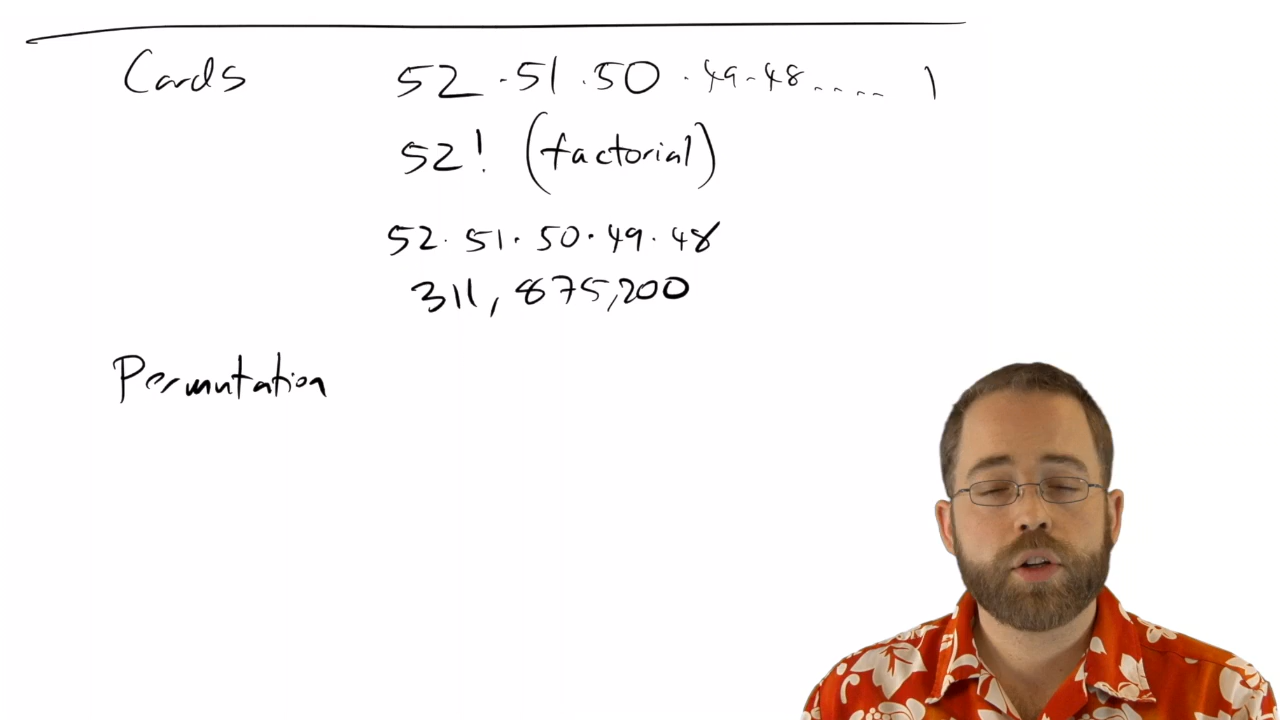 Cards 52 · 51 · 50 · 49 · 48 . . . . 1
52! (factorial)
52 · 51 · 50 · 49 · 48
311,875,200
Permutation